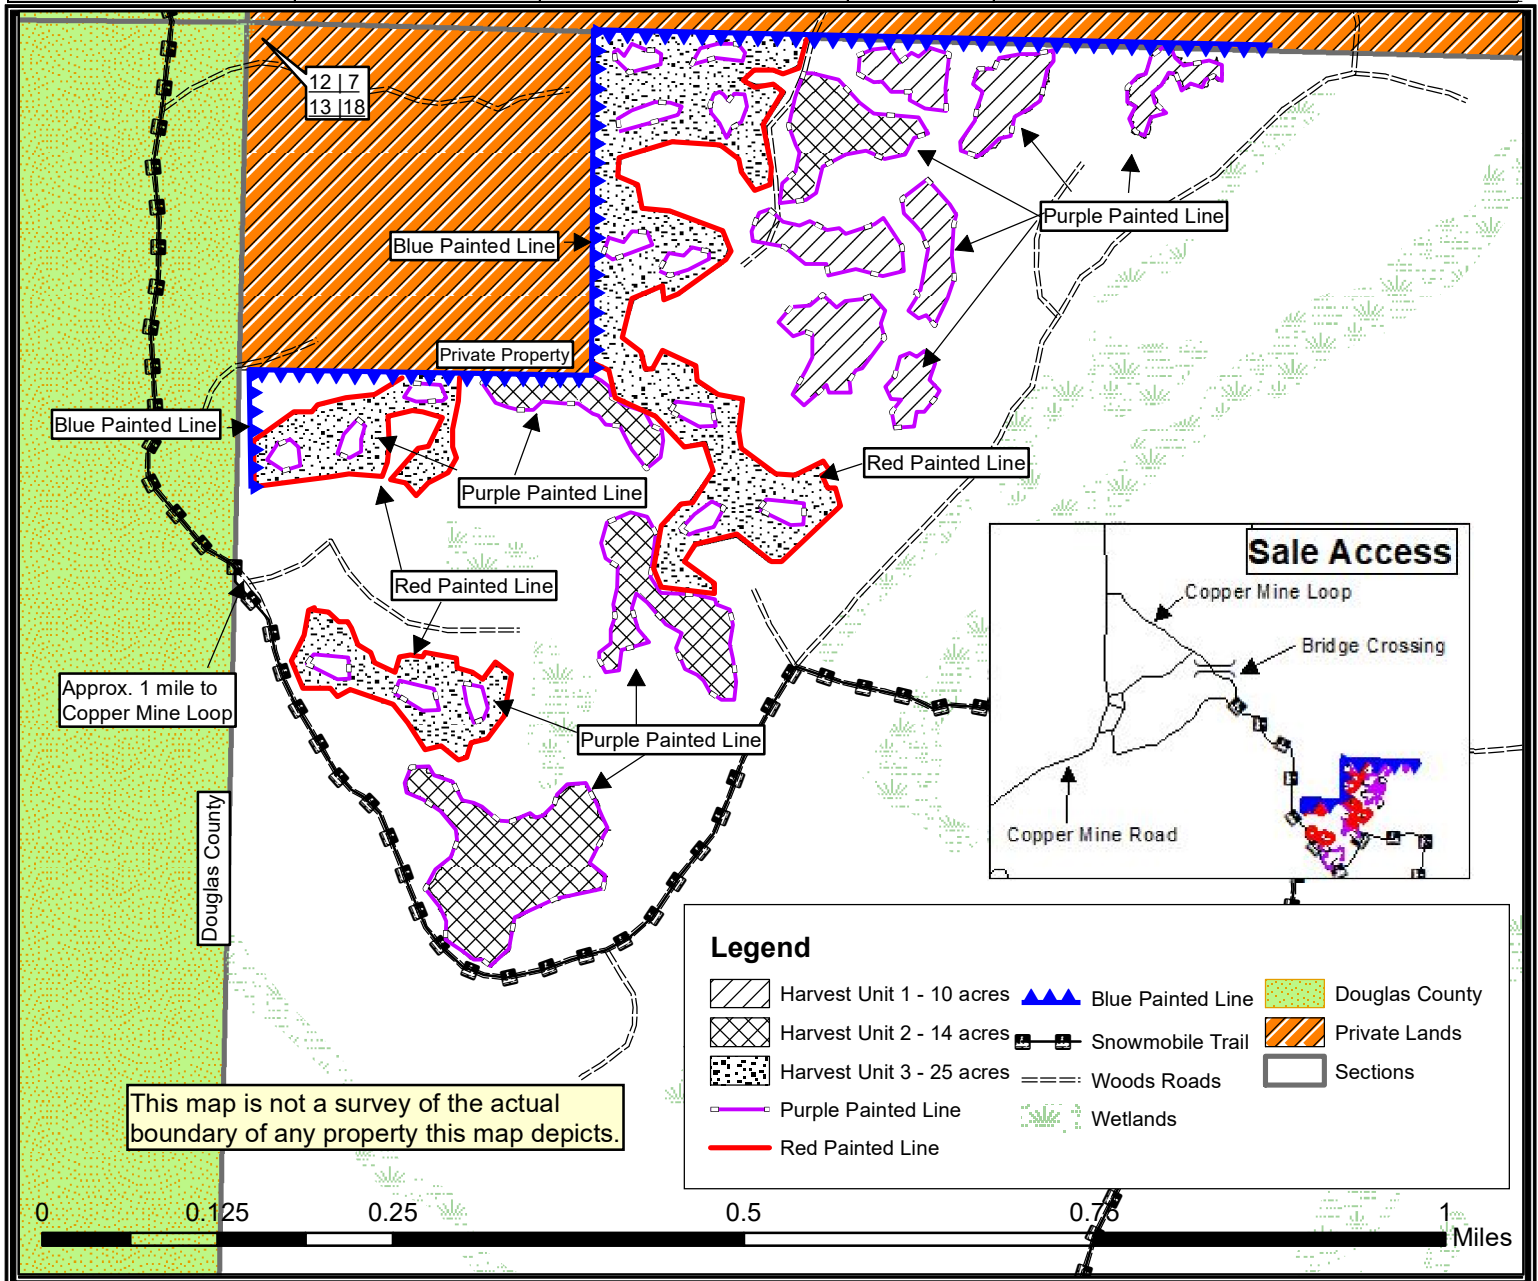 12 | 7
13 | 18
Purple Painted Line
Blue Painted Line
Private Property
Blue Painted Line
Red Painted Line
Purple Painted Line
Red Painted Line
Approx. 1 mile to
Copper Mine Loop
Purple Painted Line
Douglas County
Sale Access
Copper Mine Loop
Bridge Crossing
Copper Mine Road
Legend
Harvest Unit 1 - 10 acres
Harvest Unit 2 - 14 acres
Harvest Unit 3 - 25 acres
Purple Painted Line
Red Painted Line
Blue Painted Line
Snowmobile Trail
Woods Roads
Wetlands
Douglas County
Private Lands
Sections
This map is not a survey of the actual
boundary of any property this map depicts.
0 0.125 0.25 0.5 0.75 1
Miles